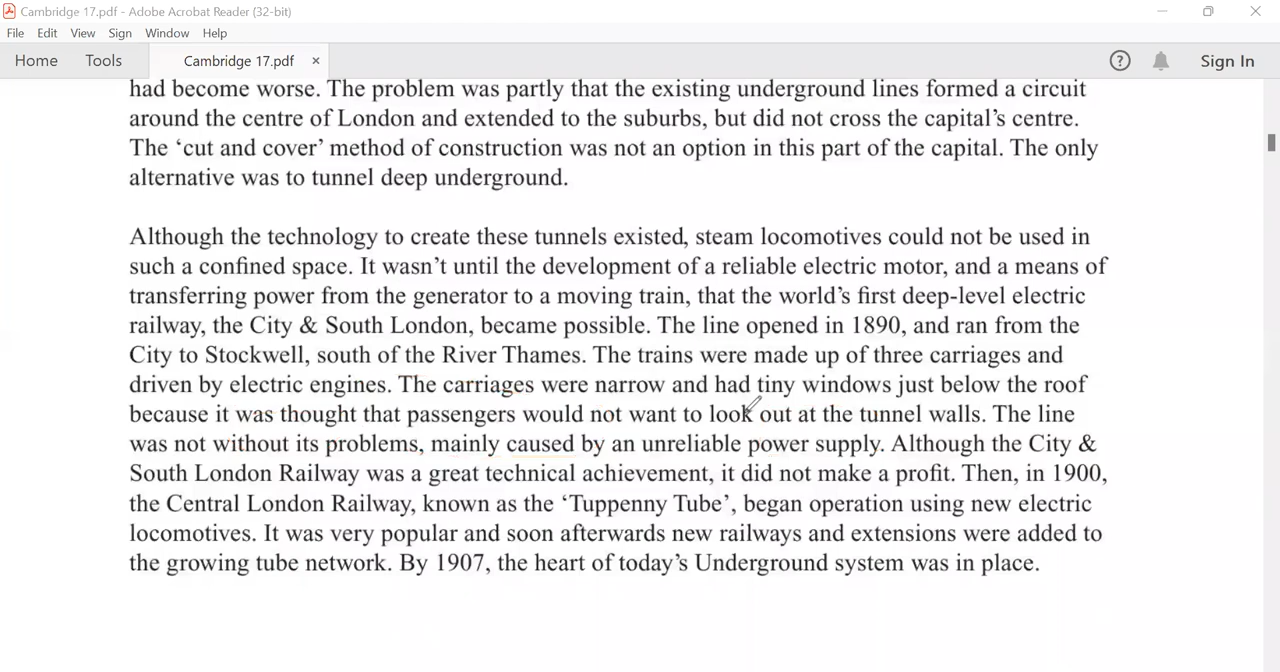 Cambridge 17.pdf - Adobe Acrobat Reader (32-bit)
File Edit View Sign Window Help
Home Tools Cambridge 17.pdf × ? Sign In
had become worse. The problem was partly that the existing underground lines formed a circuit
around the centre of London and extended to the suburbs, but did not cross the capital’s centre.
The ‘cut and cover’ method of construction was not an option in this part of the capital. The only
alternative was to tunnel deep underground.
Although the technology to create these tunnels existed, steam locomotives could not be used in
such a confined space. It wasn’t until the development of a reliable electric motor, and a means of
transferring power from the generator to a moving train, that the world’s first deep-level electric
railway, the City & South London, became possible. The line opened in 1890, and ran from the
City to Stockwell, south of the River Thames. The trains were made up of three carriages and
driven by electric engines. The carriages were narrow and had tiny windows just below the roof
because it was thought that passengers would not want to look out at the tunnel walls. The line
was not without its problems, mainly caused by an unreliable power supply. Although the City &
South London Railway was a great technical achievement, it did not make a profit. Then, in 1900,
the Central London Railway, known as the ‘Tuppenny Tube’, began operation using new electric
locomotives. It was very popular and soon afterwards new railways and extensions were added to
the growing tube network. By 1907, the heart of today’s Underground system was in place.